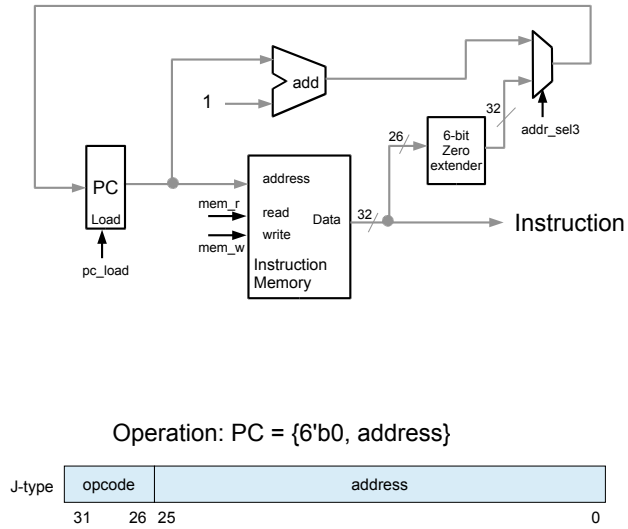 add
1
addr_sel3
32
26
6-bit
Zero
extender
PC
Load
pc_load
address
mem_r
read
mem_w
write
Data
32
Instruction
Memory
Instruction
Operation: PC = {6'b0, address}
J-type
opcode
address
31
26
25
0